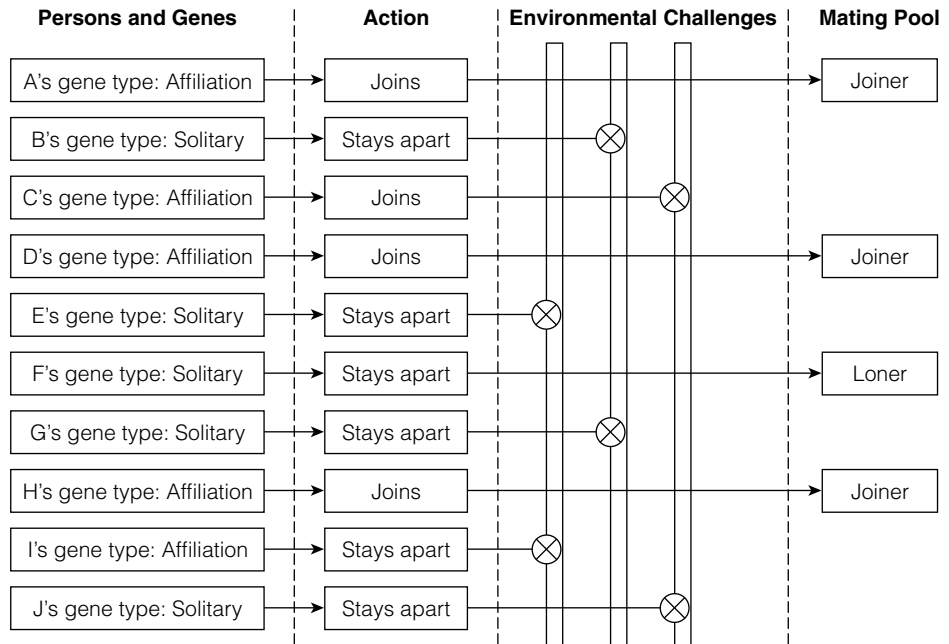 Persons and Genes Action Environmental Challenges Mating Pool
A's gene type: Affiliation Joins Joiner
B's gene type: Solitary Stays apart
C's gene type: Affiliation Joins
D's gene type: Affiliation Joins Joiner
E's gene type: Solitary Stays apart
F's gene type: Solitary Stays apart Loner
G's gene type: Solitary Stays apart
H's gene type: Affiliation Joins Joiner
I's gene type: Affiliation Stays apart
J's gene type: Solitary Stays apart